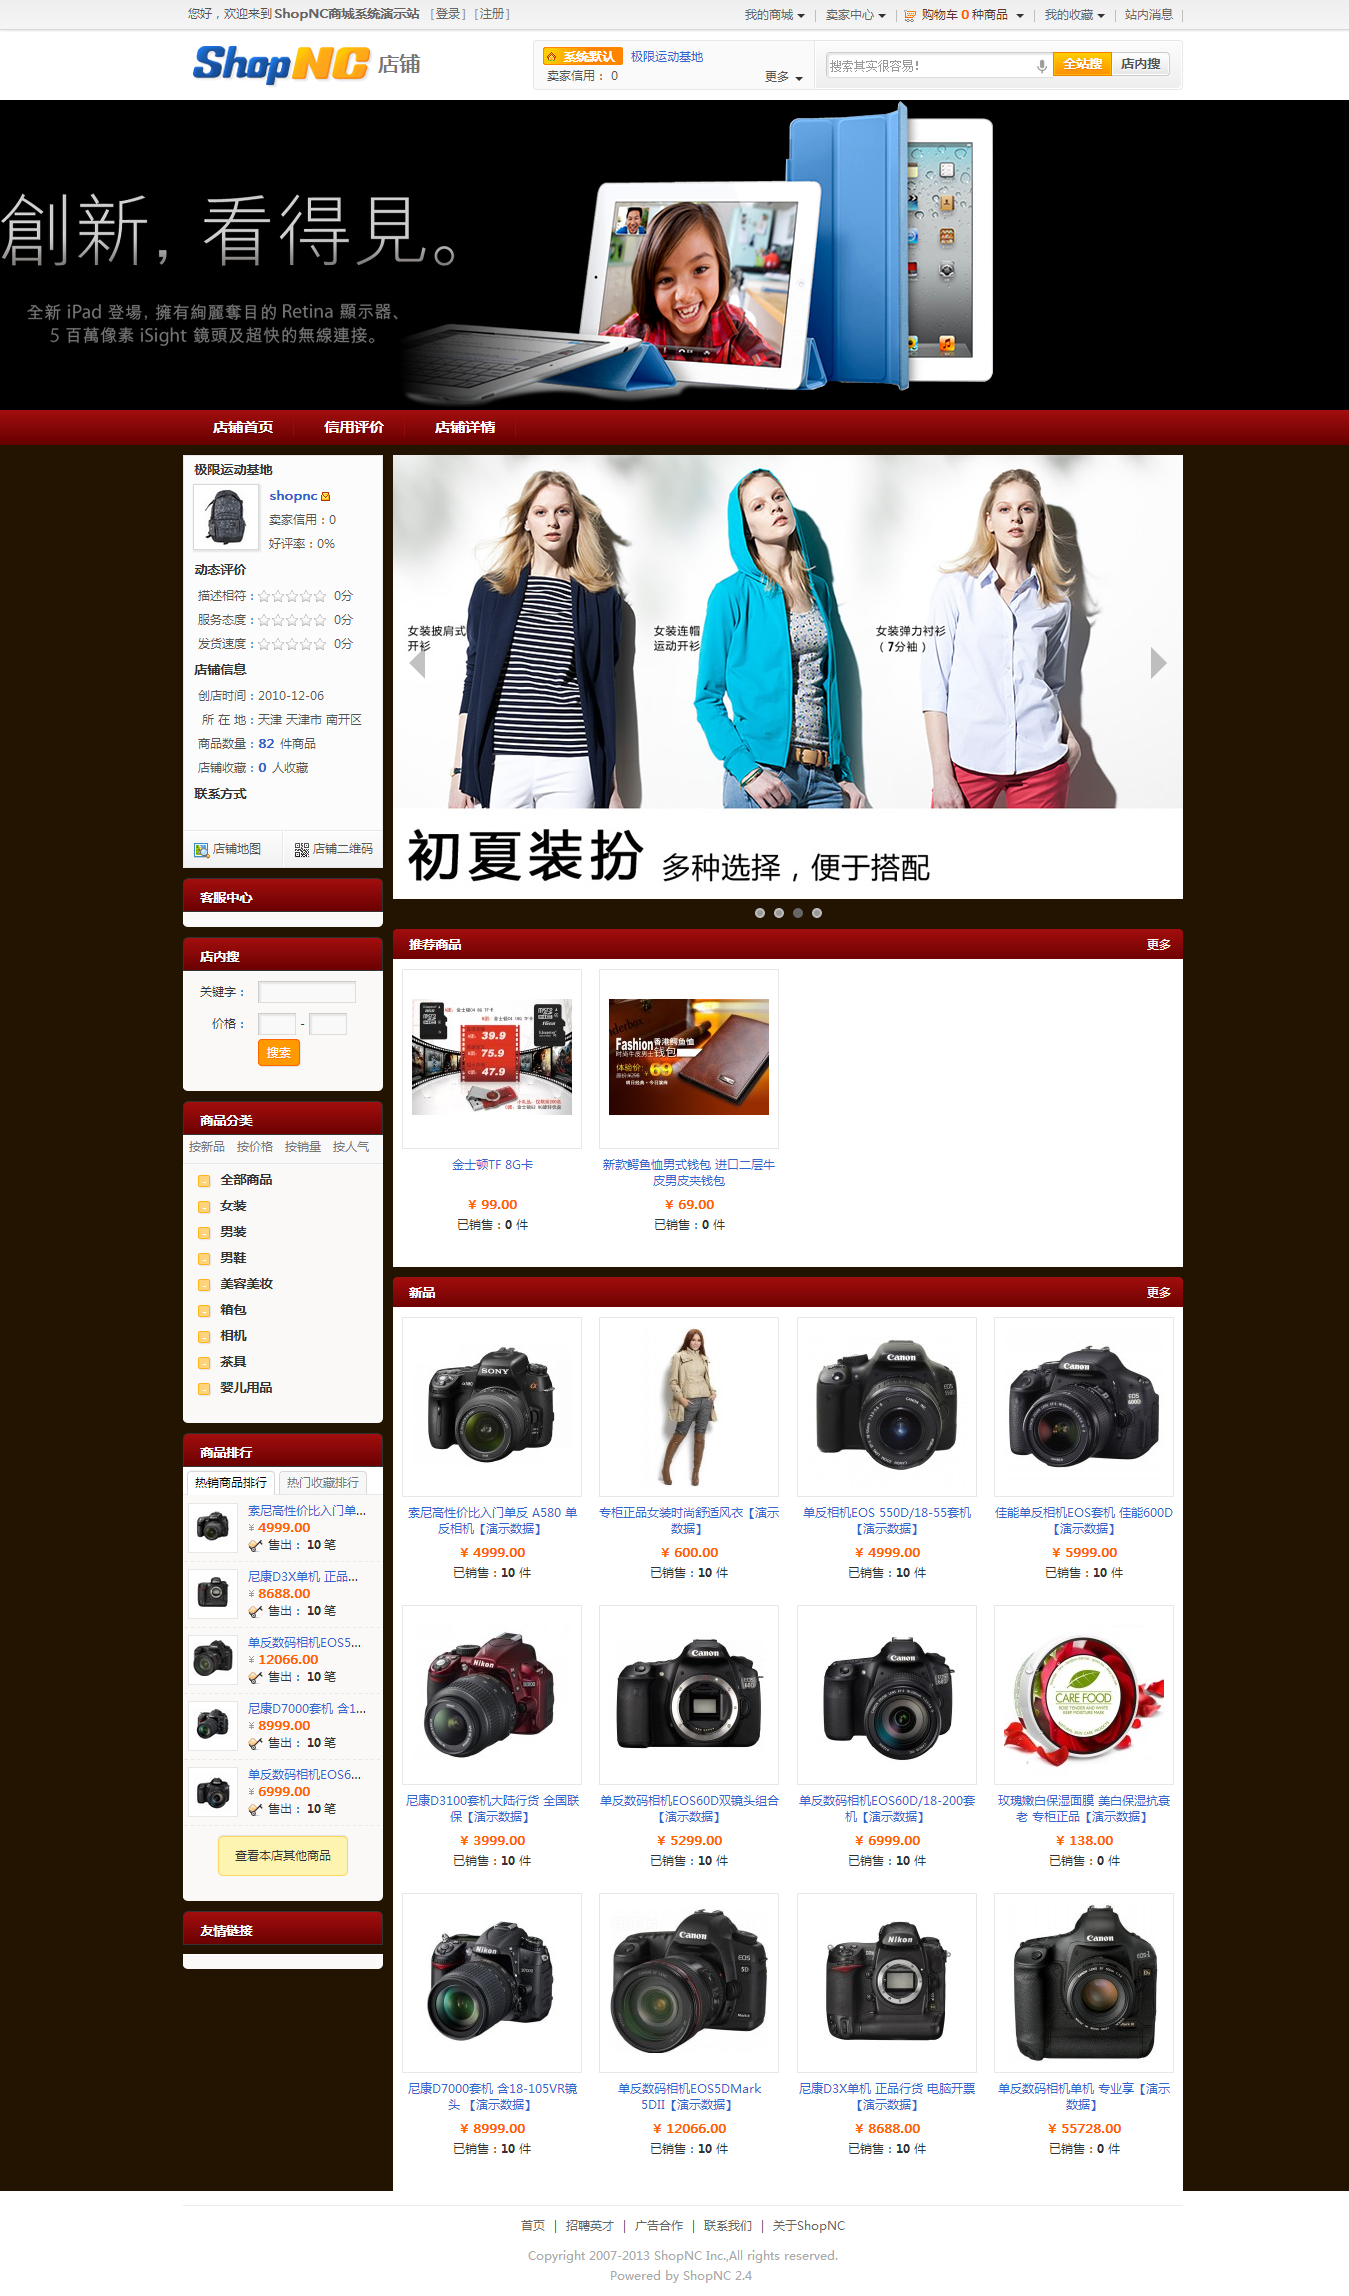 您好，欢迎来到 ShopNC商城系统演示站 [登录] [注册]
我的商城 卖家中心 购物车 0 种商品 我的收藏 站内消息
ShopNC 店铺
系统默认 极限运动基地
卖家信用： 0 更多
搜索其实很容易！ 全站搜 店内搜
創新，看得見。
全新 iPad 登場，擁有絢麗奪目的 Retina 顯示器、
5 百萬像素 iSight 鏡頭及超快的無線連接。
店铺首页 信用评价 店铺详情
极限运动基地
shopnc
卖家信用：0
好评率：0%
动态评价
描述相符： 0分
服务态度： 0分
发货速度： 0分
店铺信息
创店时间：2010-12-06
所 在 地：天津 天津市 南开区
商品数量：82 件商品
店铺收藏：0 人收藏
联系方式
店铺地图 店铺二维码
客服中心
店内搜
关键字：
价格： -
搜索
商品分类
按新品 按价格 按销量 按人气
全部商品
女装
男装
男鞋
美容美妆
箱包
相机
茶具
婴儿用品
商品排行
热销商品排行 热门收藏排行
索尼高性价比入门单...
¥ 4999.00
售出： 10 笔
尼康D3X单机 正品...
¥ 8688.00
售出： 10 笔
单反数码相机EOS5...
¥ 12066.00
售出： 10 笔
尼康D7000套机 含1...
¥ 8999.00
售出： 10 笔
单反数码相机EOS6...
¥ 6999.00
售出： 10 笔
查看本店其他商品
友情链接
女装披肩式
开衫
女装连帽
运动开衫
女装弹力衬衫
（7分袖）
初夏装扮 多种选择，便于搭配
推荐商品 更多
39.9
75.9
47.9
Fashion 香港鳄鱼恤
时尚牛皮男士钱包
体验价: 69
金士顿TF 8G卡
¥ 99.00
已销售：0 件
新款鳄鱼恤男式钱包 进口二层牛
皮男皮夹钱包
¥ 69.00
已销售：0 件
新品 更多
SONY
Canon
Canon
EOS
600D
索尼高性价比入门单反 A580 单
反相机【演示数据】
¥ 4999.00
已销售：10 件
专柜正品女装时尚舒适风衣【演示
数据】
¥ 600.00
已销售：10 件
单反相机EOS 550D/18-55套机
【演示数据】
¥ 4999.00
已销售：10 件
佳能单反相机EOS套机 佳能600D
【演示数据】
¥ 5999.00
已销售：10 件
Nikon
Canon
Canon
CARE FOOD
尼康D3100套机大陆行货 全国联
保【演示数据】
¥ 3999.00
已销售：10 件
单反数码相机EOS60D双镜头组合
【演示数据】
¥ 5299.00
已销售：10 件
单反数码相机EOS60D/18-200套
机【演示数据】
¥ 6999.00
已销售：10 件
玫瑰嫩白保湿面膜 美白保湿抗衰
老 专柜正品【演示数据】
¥ 138.00
已销售：0 件
Nikon
Canon
EOS
5D
Nikon
Canon
尼康D7000套机 含18-105VR镜
头 【演示数据】
¥ 8999.00
已销售：10 件
单反数码相机EOS5DMark
5DII【演示数据】
¥ 12066.00
已销售：10 件
尼康D3X单机 正品行货 电脑开票
【演示数据】
¥ 8688.00
已销售：10 件
单反数码相机单机 专业享【演示
数据】
¥ 55728.00
已销售：0 件
首页 | 招聘英才 | 广告合作 | 联系我们 | 关于ShopNC
Copyright 2007-2013 ShopNC Inc.,All rights reserved.
Powered by ShopNC 2.4